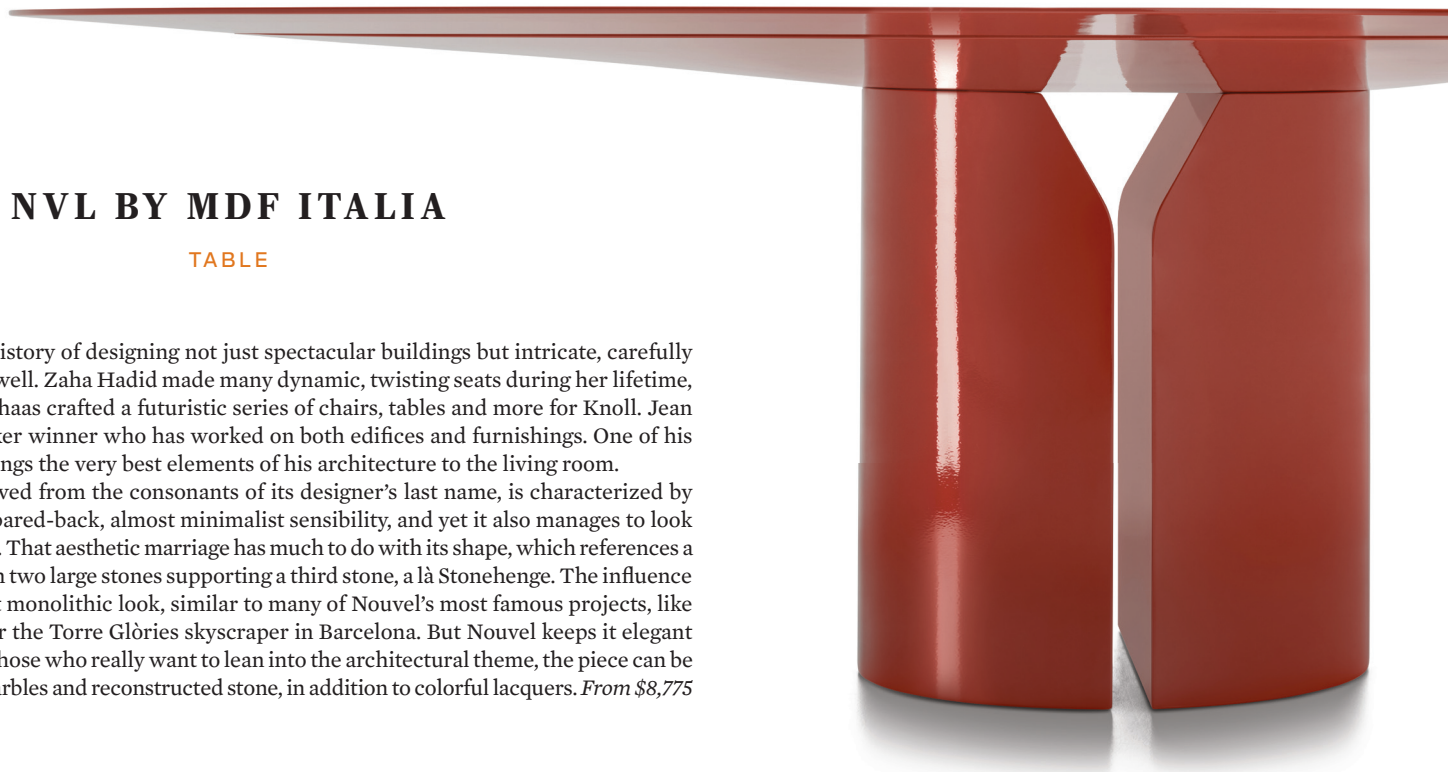 NVL BY MDF ITALIA
TABLE
istory of designing not just spectacular buildings but intricate, carefully
well. Zaha Hadid made many dynamic, twisting seats during her lifetime,
haas crafted a futuristic series of chairs, tables and more for Knoll. Jean
ker winner who has worked on both edifices and furnishings. One of his
ngs the very best elements of his architecture to the living room.
ved from the consonants of its designer’s last name, is characterized by
pared-back, almost minimalist sensibility, and yet it also manages to look
. That aesthetic marriage has much to do with its shape, which references a
n two large stones supporting a third stone, a là Stonehenge. The influence
t monolithic look, similar to many of Nouvel’s most famous projects, like
r the Torre Glòries skyscraper in Barcelona. But Nouvel keeps it elegant
hose who really want to lean into the architectural theme, the piece can be
rbles and reconstructed stone, in addition to colorful lacquers. From $8,775